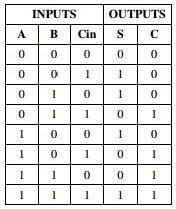 INPUTS OUTPUTS
A B Cin S C
0 0 0 0 0
0 0 1 1 0
0 1 0 1 0
0 1 1 0 1
1 0 0 1 0
1 0 1 0 1
1 1 0 0 1
1 1 1 1 1